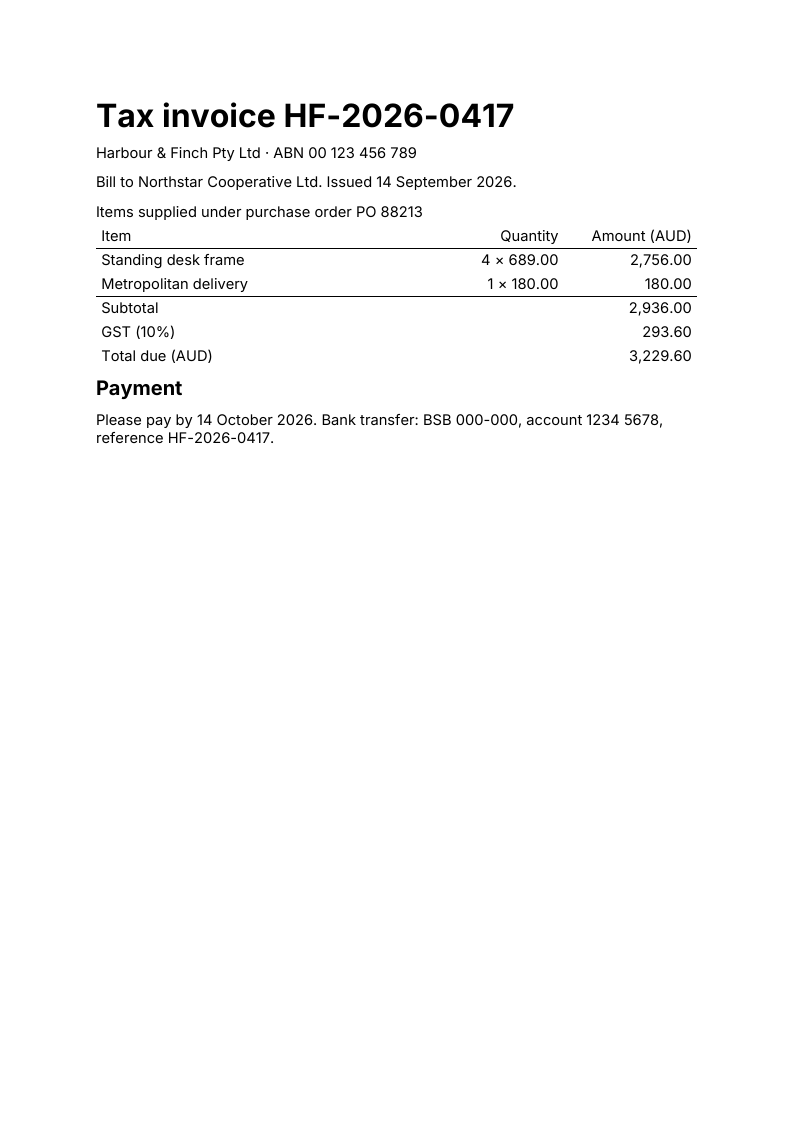 Tax invoice HF-2026-0417
Harbour & Finch Pty Ltd · ABN 00 123 456 789
Bill to Northstar Cooperative Ltd. Issued 14 September 2026.
Items supplied under purchase order PO 88213
Item Quantity Amount (AUD)
Standing desk frame 4 × 689.00 2,756.00
Metropolitan delivery 1 × 180.00 180.00
Subtotal 2,936.00
GST (10%) 293.60
Total due (AUD) 3,229.60
Payment
Please pay by 14 October 2026. Bank transfer: BSB 000-000, account 1234 5678,
reference HF-2026-0417.